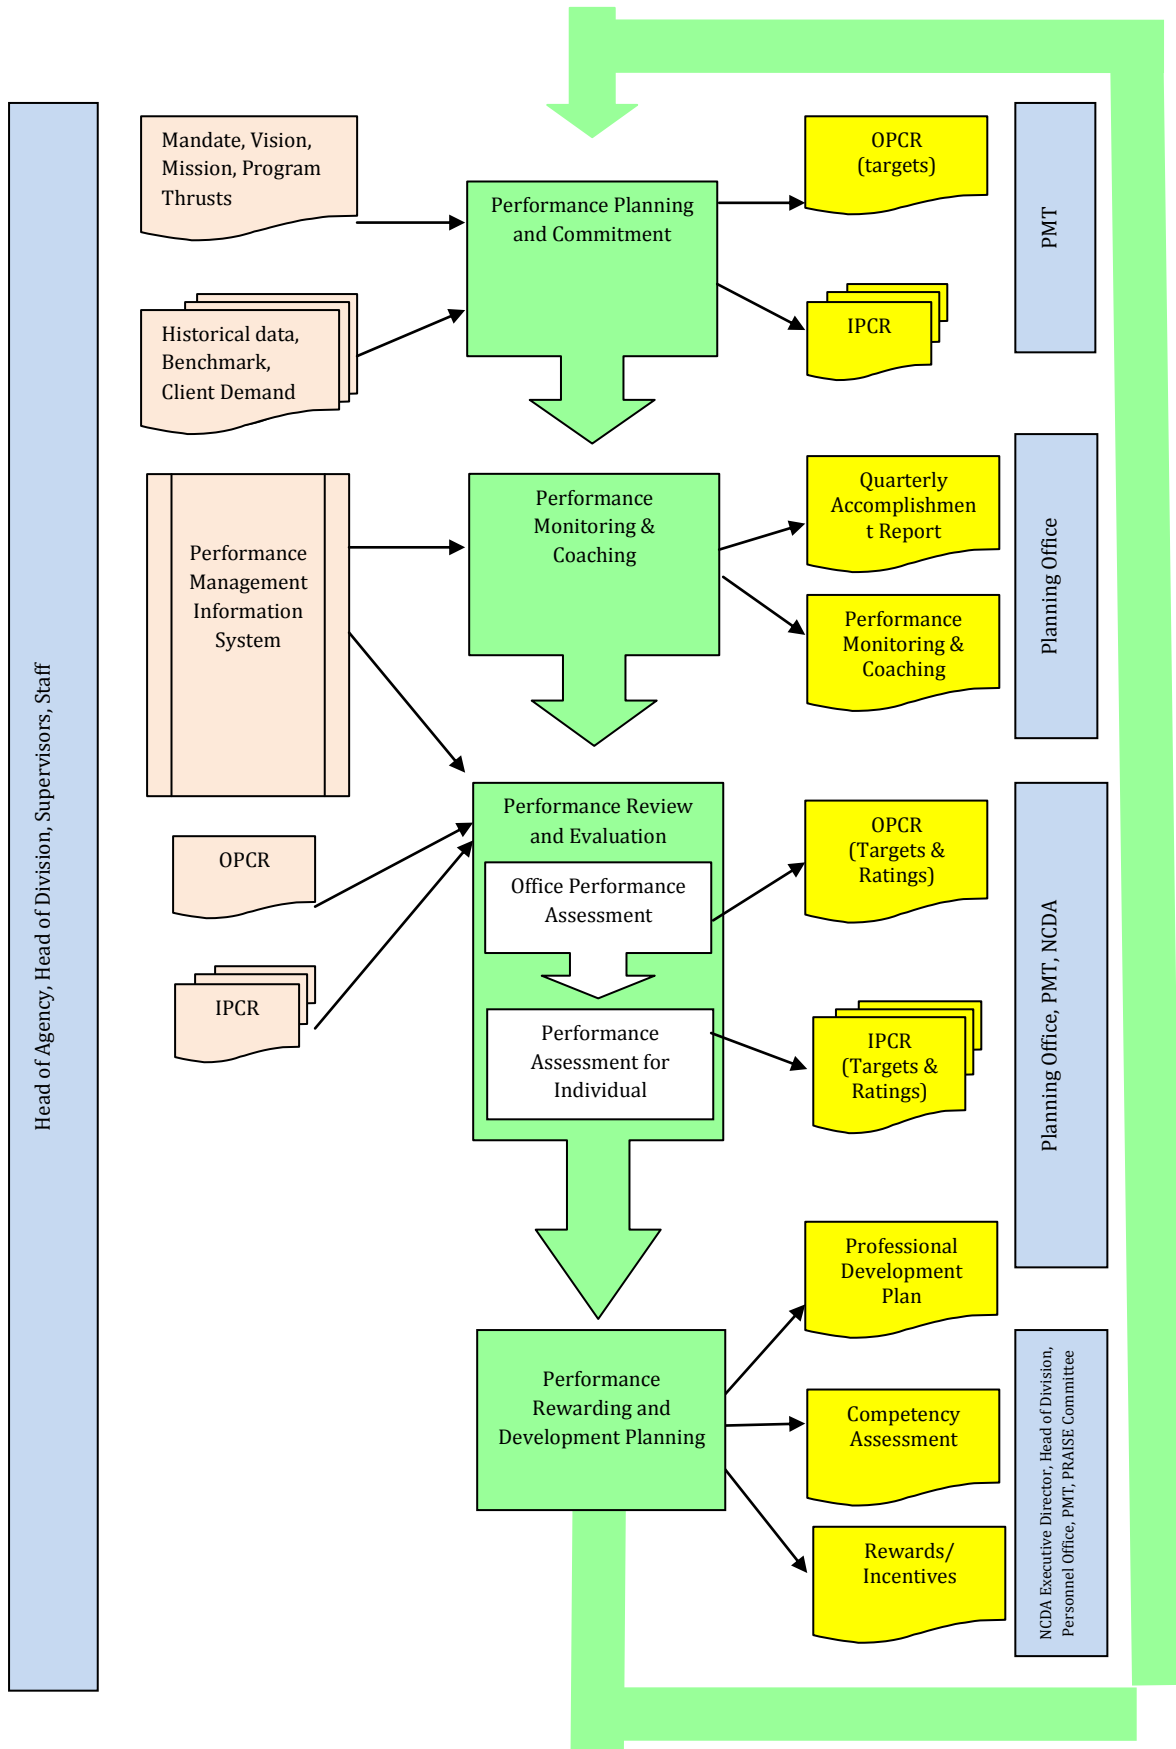 Head of Agency, Head of Division, Supervisors, Staff
Mandate, Vision,
Mission, Program
Thrusts
Historical data,
Benchmark,
Client Demand
Performance Planning
and Commitment
OPCR
(targets)
IPCR
PMT
Performance
Management
Information
System
Performance
Monitoring &
Coaching
Quarterly
Accomplishmen
t Report
Performance
Monitoring &
Coaching
Planning Office
OPCR
IPCR
Performance Review
and Evaluation
Office Performance
Assessment
Performance
Assessment for
Individual
OPCR
(Targets &
Ratings)
IPCR
(Targets &
Ratings)
Planning Office, PMT, NCDA
Performance
Rewarding and
Development Planning
Professional
Development
Plan
Competency
Assessment
Rewards/
Incentives
NCDA Executive Director, Head of Division,
Personnel Office, PMT, PRAISE Committee